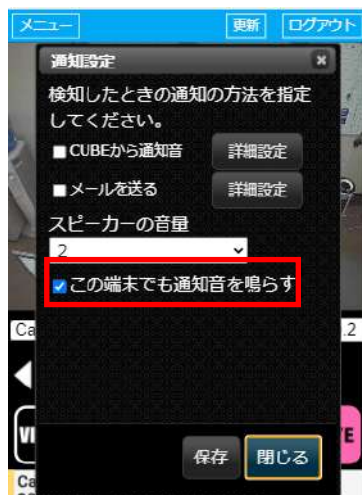 メニュー 更新 ログアウト
通知設定 ×
検知したときの通知の方法を指定
してください。
CUBEから通知音 詳細設定
メールを送る 詳細設定
スピーカーの音量
2
この端末でも通知音を鳴らす
Ca .2
VI E
保存 閉じる
Ca